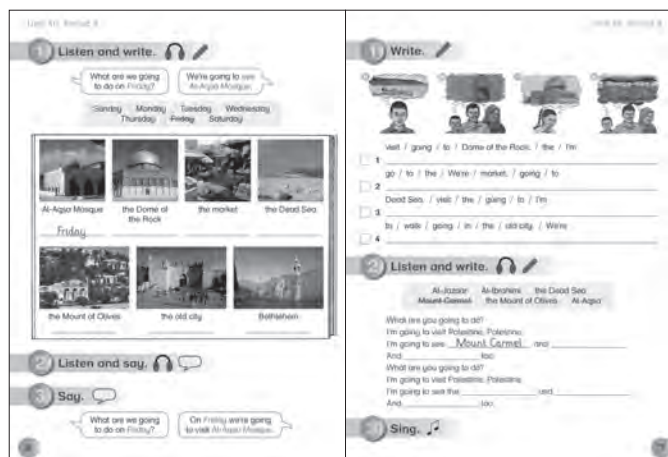 1 Listen and write.
What are we going
to do on Friday?
We're going to see
Al-Aqsa Mosque.
Sunday Monday Tuesday Wednesday
Thursday Friday Saturday
Al-Aqsa Mosque
the Dome of
the Rock
the market
the Dead Sea
Friday
the Mount of Olives
the old city
Bethlehem
2 Listen and say.
3 Say.
What are we going
to do on Friday?
On Friday we're going
to visit Al-Aqsa Mosque.
1 Write.
visit / going / to / Dome of the Rock. / the / I'm
1
go / to / the / We're / market. / going / to
2
Dead Sea. / visit / the / going / to / I'm
3
to / walk / going / in / the / old city. / We're
4
2 Listen and write.
Al-Jazzar Al-Ibrahimi the Dead Sea
Mount Carmel the Mount of Olives Al-Aqsa
What are you going to do?
I'm going to visit Palestine, Palestine.
I'm going to see Mount Carmel and
And too.
What are you going to do?
I'm going to visit Palestine, Palestine.
I'm going to see the and
And too.
3 Sing.